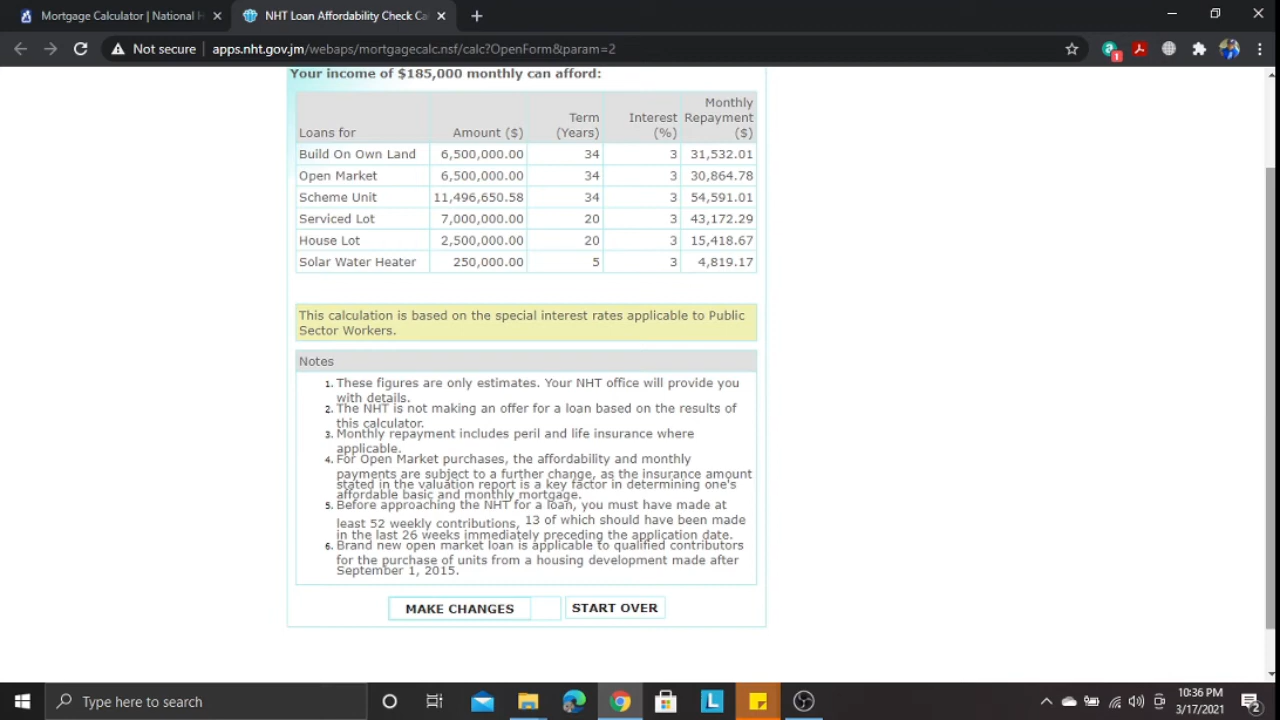 Mortgage Calculator | National H
NHT Loan Affordability Check Ca
Not secure | apps.nht.gov.jm/webaps/mortgagecalc.nsf/calc?OpenForm&param=2
Your income of $185,000 monthly can afford:
Loans for Amount ($) Term (Years) Interest (%) Monthly Repayment ($)
Build On Own Land 6,500,000.00 34 3 31,532.01
Open Market 6,500,000.00 34 3 30,864.78
Scheme Unit 11,496,650.58 34 3 54,591.01
Serviced Lot 7,000,000.00 20 3 43,172.29
House Lot 2,500,000.00 20 3 15,418.67
Solar Water Heater 250,000.00 5 3 4,819.17
This calculation is based on the special interest rates applicable to Public
Sector Workers.
Notes
1. These figures are only estimates. Your NHT office will provide you
with details.
2. The NHT is not making an offer for a loan based on the results of
this calculator.
3. Monthly repayment includes peril and life insurance where
applicable.
4. For Open Market purchases, the affordability and monthly
payments are subject to a further change, as the insurance amount
stated in the valuation report is a key factor in determining one's
affordable basic and monthly mortgage.
5. Before approaching the NHT for a loan, you must have made at
least 52 weekly contributions, 13 of which should have been made
in the last 26 weeks immediately preceding the application date.
6. Brand new open market loan is applicable to qualified contributors
for the purchase of units from a housing development made after
September 1, 2015.
MAKE CHANGES START OVER
Type here to search
L
10:36 PM
3/17/2021
2